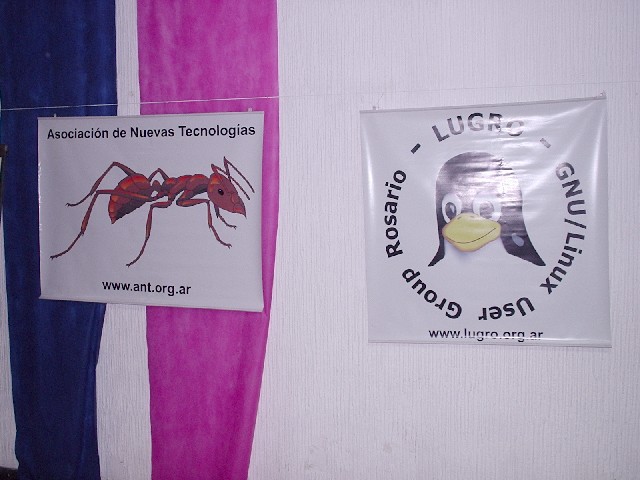 Asociación de Nuevas Tecnologías
www.ant.org.ar
- LUGRO - GNU/Linux User Group Rosario
www.lugro.org.ar